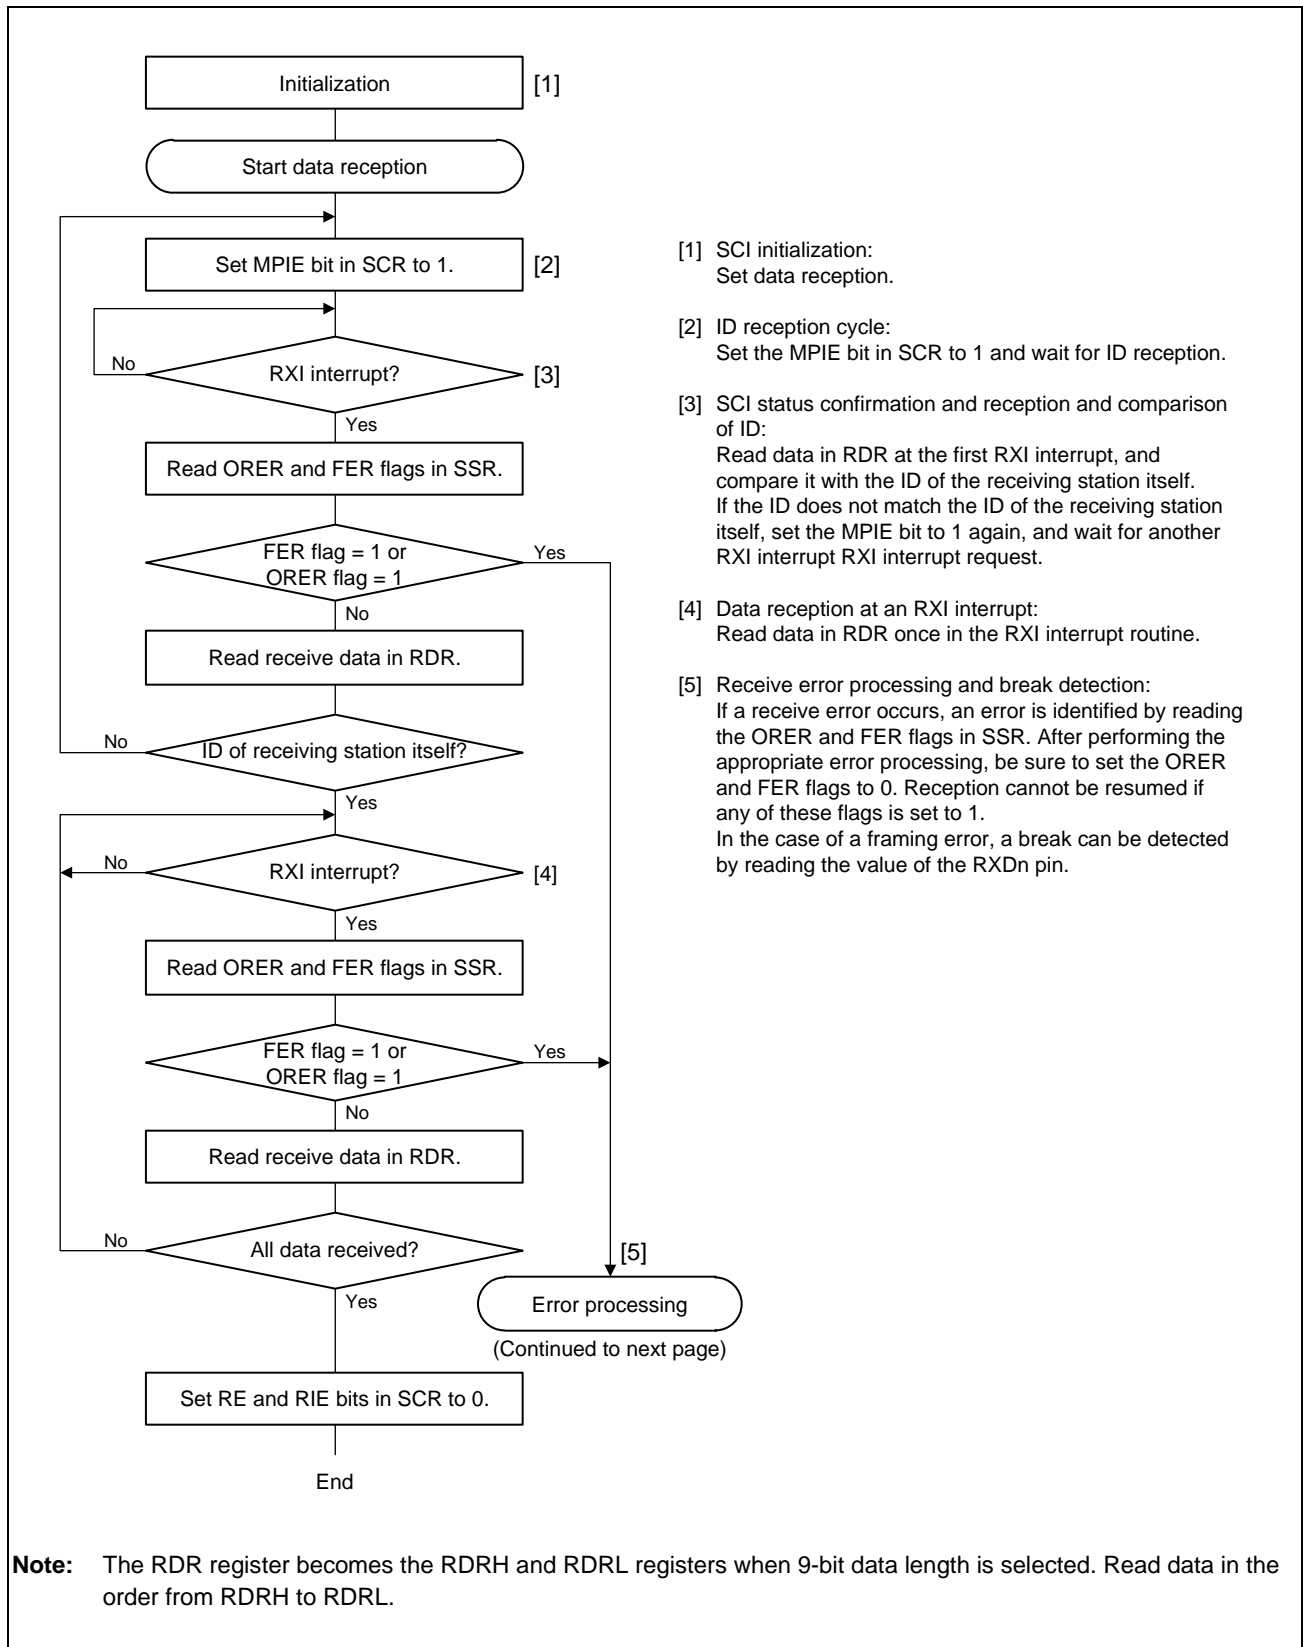 Initialization [1]
Start data reception
Set MPIE bit in SCR to 1. [2]
No
RXI interrupt? [3]
Yes
Read ORER and FER flags in SSR.
FER flag = 1 or
ORER flag = 1
Yes
No
Read receive data in RDR.
No
ID of receiving station itself?
Yes
No
RXI interrupt? [4]
Yes
Read ORER and FER flags in SSR.
FER flag = 1 or
ORER flag = 1
Yes
No
Read receive data in RDR.
No
All data received?
Yes
[5]
Error processing
(Continued to next page)
Set RE and RIE bits in SCR to 0.
End
[1] SCI initialization:
Set data reception.
[2] ID reception cycle:
Set the MPIE bit in SCR to 1 and wait for ID reception.
[3] SCI status confirmation and reception and comparison
of ID:
Read data in RDR at the first RXI interrupt, and
compare it with the ID of the receiving station itself.
If the ID does not match the ID of the receiving station
itself, set the MPIE bit to 1 again, and wait for another
RXI interrupt RXI interrupt request.
[4] Data reception at an RXI interrupt:
Read data in RDR once in the RXI interrupt routine.
[5] Receive error processing and break detection:
If a receive error occurs, an error is identified by reading
the ORER and FER flags in SSR. After performing the
appropriate error processing, be sure to set the ORER
and FER flags to 0. Reception cannot be resumed if
any of these flags is set to 1.
In the case of a framing error, a break can be detected
by reading the value of the RXDn pin.
Note: The RDR register becomes the RDRH and RDRL registers when 9-bit data length is selected. Read data in the
order from RDRH to RDRL.